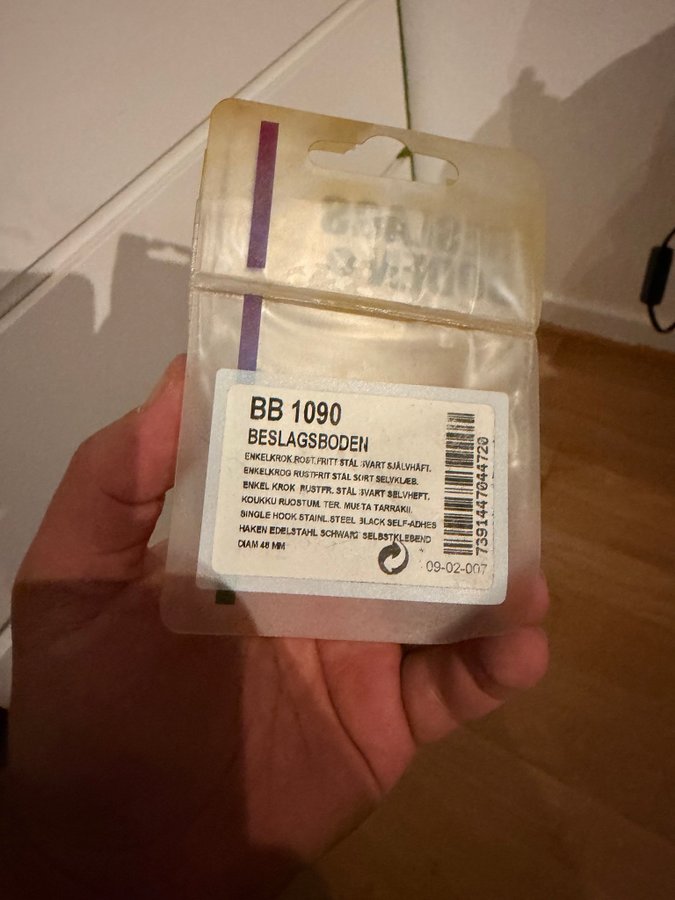 BB 1090
BESLAGSBODEN
ENKELKROK ROST.FRITT STÅL SVART SJÄLVHÄFT.
ENKELKROG RUSTFRIT STÅL SORT SELVKLÆB.
ENKEL KROK RUSTFR. STÅL SVART SELVHEFT.
KOUKKU RUOSTUM. TER. MUSTA TARRAKII.
SINGLE HOOK STAINL.STEEL BLACK SELF-ADHES
HAKEN EDELSTAHL SCHWARZ SELBSTKLEBEND
DIAM 48 MM
09-02-007
7391447044720